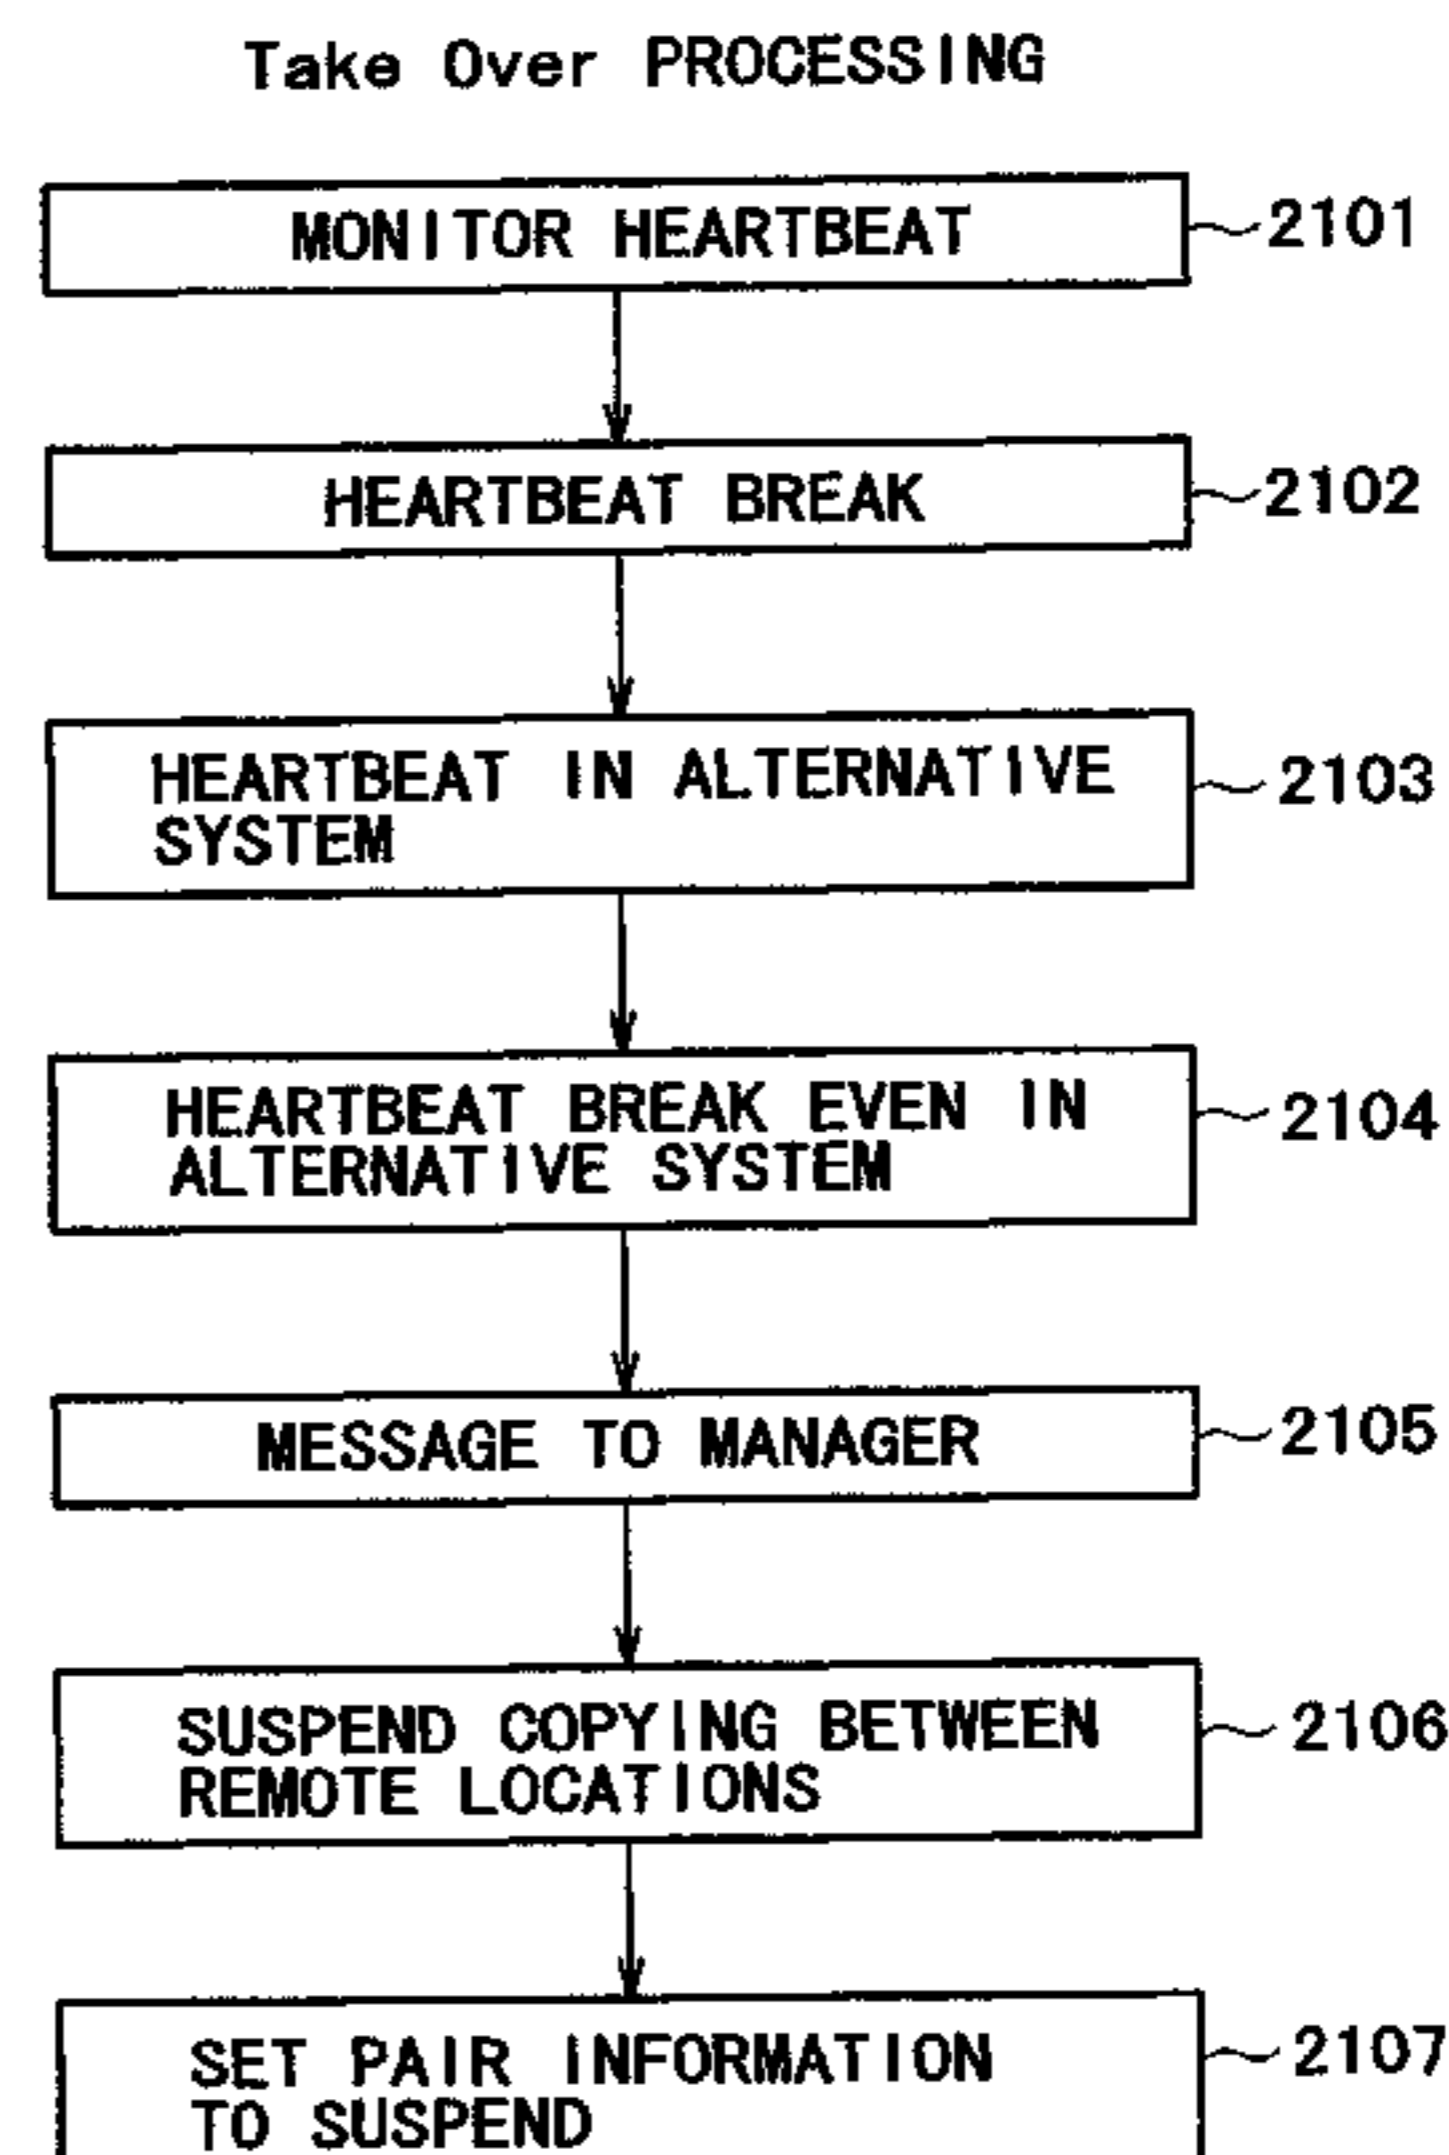 Take Over PROCESSING
MONITOR HEARTBEAT
2101
HEARTBEAT BREAK
2102
HEARTBEAT IN ALTERNATIVE
SYSTEM
2103
HEARTBEAT BREAK EVEN IN
ALTERNATIVE SYSTEM
2104
MESSAGE TO MANAGER
2105
SUSPEND COPYING BETWEEN
REMOTE LOCATIONS
2106
SET PAIR INFORMATION
TO SUSPEND
2107